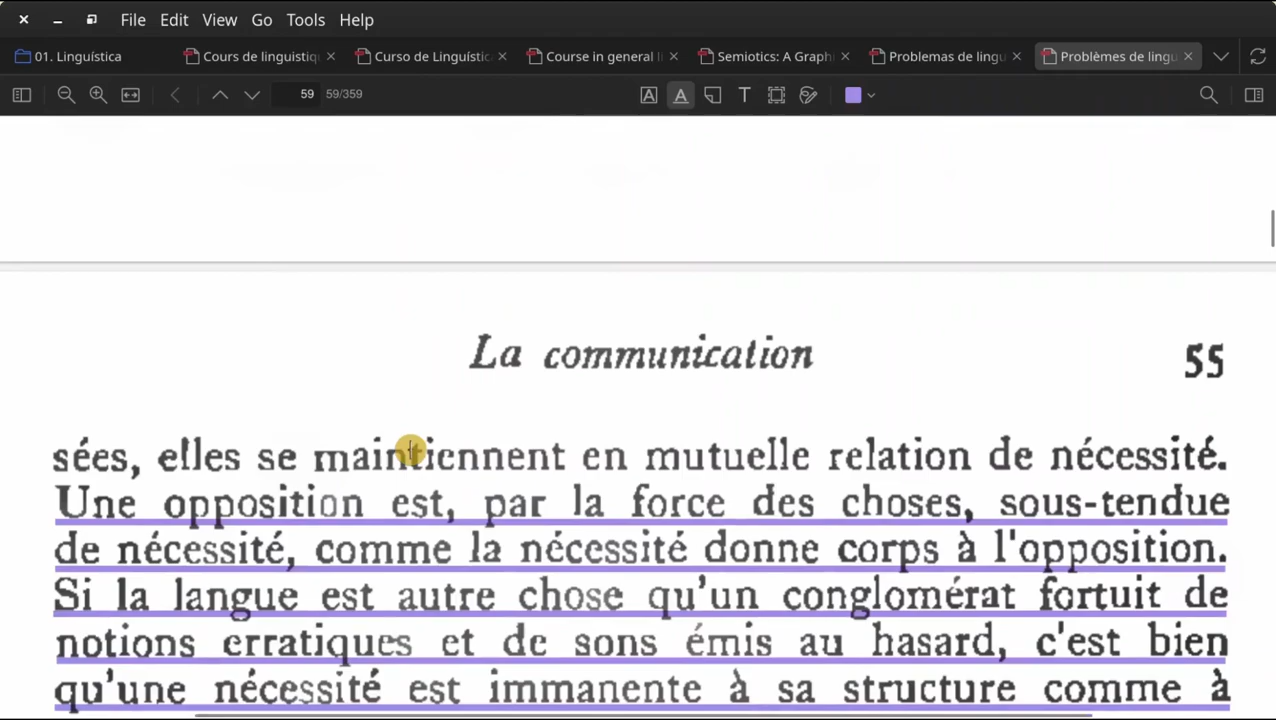 File Edit View Go Tools Help
01. Linguística Cours de linguistiq Curso de Linguístic Course in general li Semiotics: A Graph Problemas de lingu Problèmes de lingu
59 59/359
La communication 55
sées, elles se maintiennent en mutuelle relation de nécessité.
Une opposition est, par la force des choses, sous-tendue
de nécessité, comme la nécessité donne corps à l'opposition.
Si la langue est autre chose qu'un conglomérat fortuit de
notions erratiques et de sons émis au hasard, c'est bien
qu'une nécessité est immanente à sa structure comme à